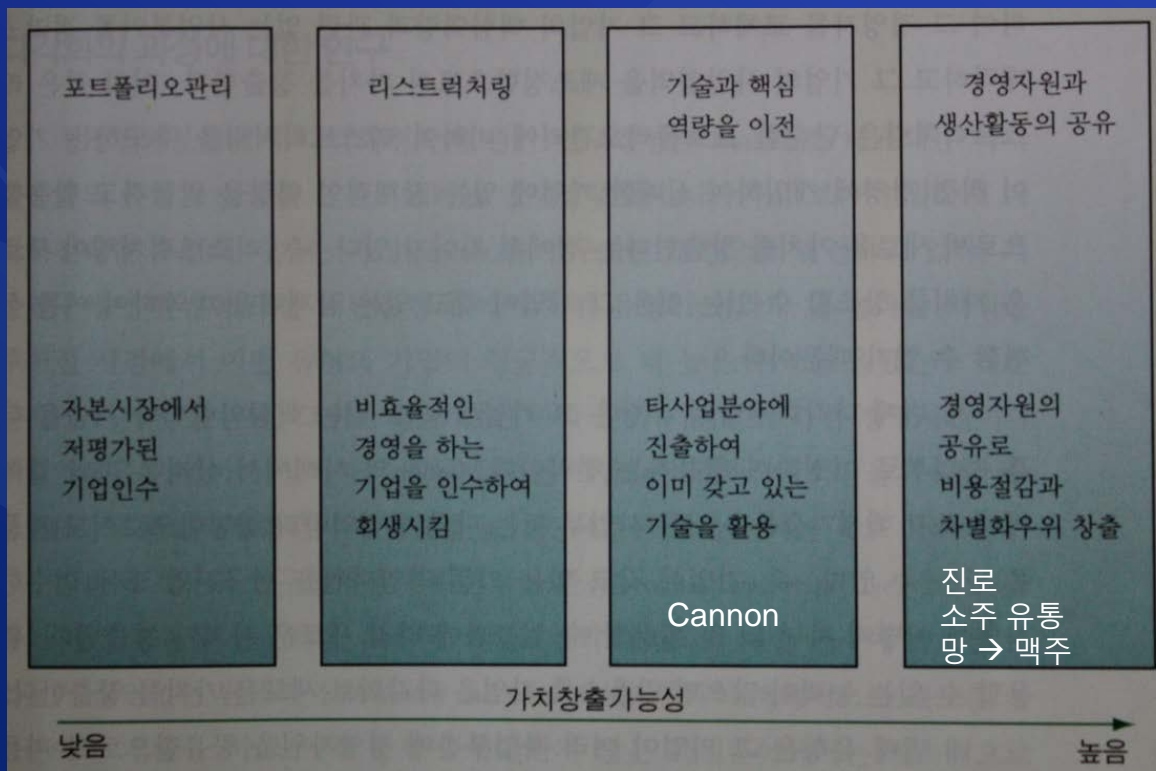 포트폴리오관리
리스트럭처링
기술과 핵심
역량을 이전
경영자원과
생산활동의 공유
자본시장에서
저평가된
기업인수
비효율적인
경영을 하는
기업을 인수하여
회생시킴
타사업분야에
진출하여
이미 갖고 있는
기술을 활용
Cannon
경영자원의
공유로
비용절감과
차별화우위 창출
진로
소주 유통
망 → 맥주
가치창출가능성
낮음
높음